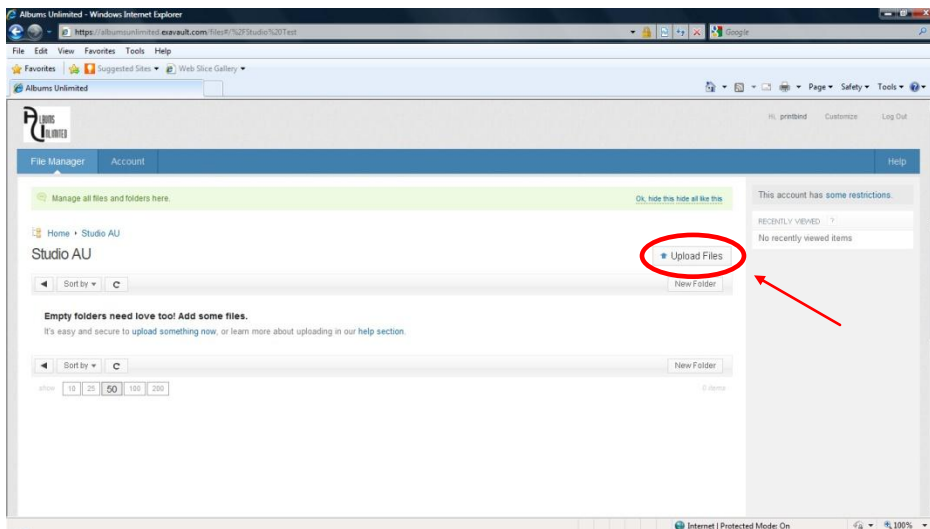 Albums Unlimited - Windows Internet Explorer
https://albumsunlimited.exavault.com/files#/%2FStudio%20Test
Google
File Edit View Favorites Tools Help
Favorites Suggested Sites Web Slice Gallery
Albums Unlimited
Page Safety Tools
ALBUMS
UNLIMITED
Hi, printbind Customize Log Out
File Manager Account Help
Manage all files and folders here.
Ok, hide this hide all like this
This account has some restrictions.
RECENTLY VIEWED ?
No recently viewed items
Home › Studio AU
Studio AU
Upload Files
Sort by
New Folder
Empty folders need love too! Add some files.
It's easy and secure to upload something now, or learn more about uploading in our help section.
Sort by
New Folder
show 10 25 50 100 200
0 items
Internet | Protected Mode: On
100%